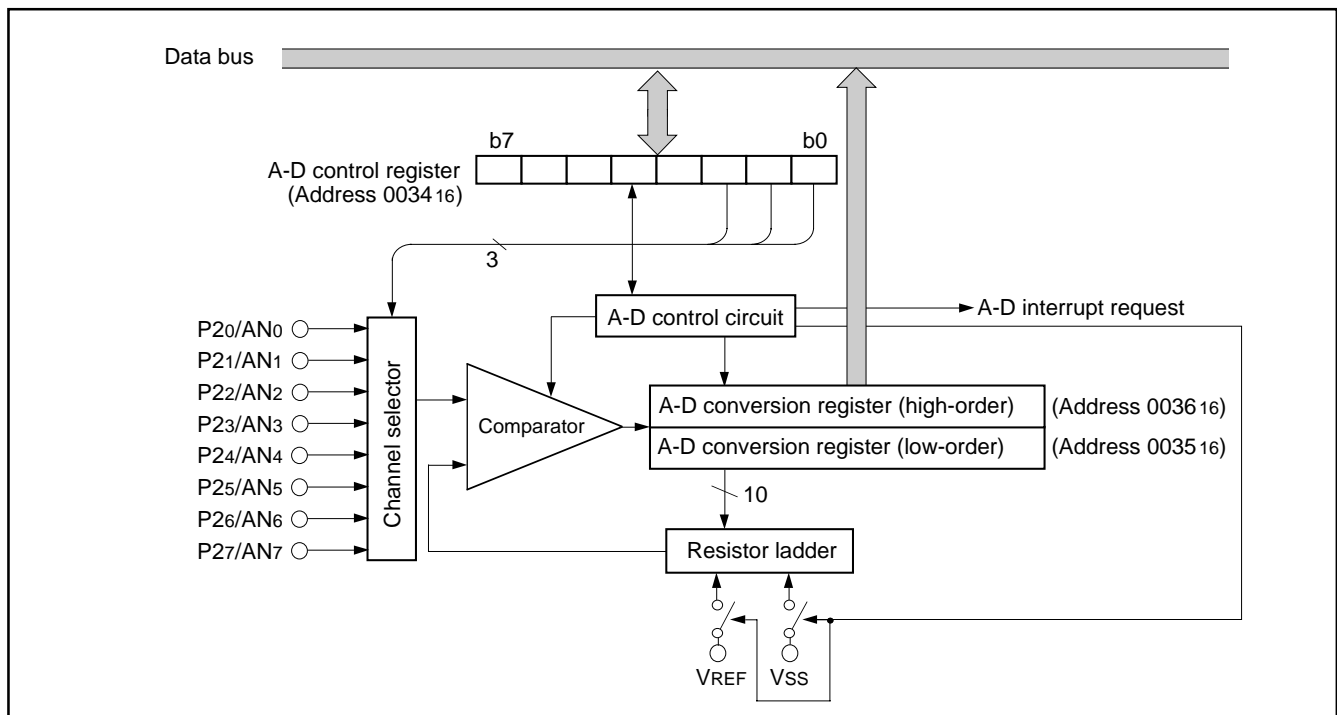 Data bus
b7 b0
A-D control register
(Address 003416)
3
A-D control circuit
A-D interrupt request
P20/AN0
P21/AN1
P22/AN2
P23/AN3
P24/AN4
P25/AN5
P26/AN6
P27/AN7
Channel selector
Comparator
A-D conversion register (high-order) (Address 003616)
A-D conversion register (low-order) (Address 003516)
10
Resistor ladder
VREF VSS